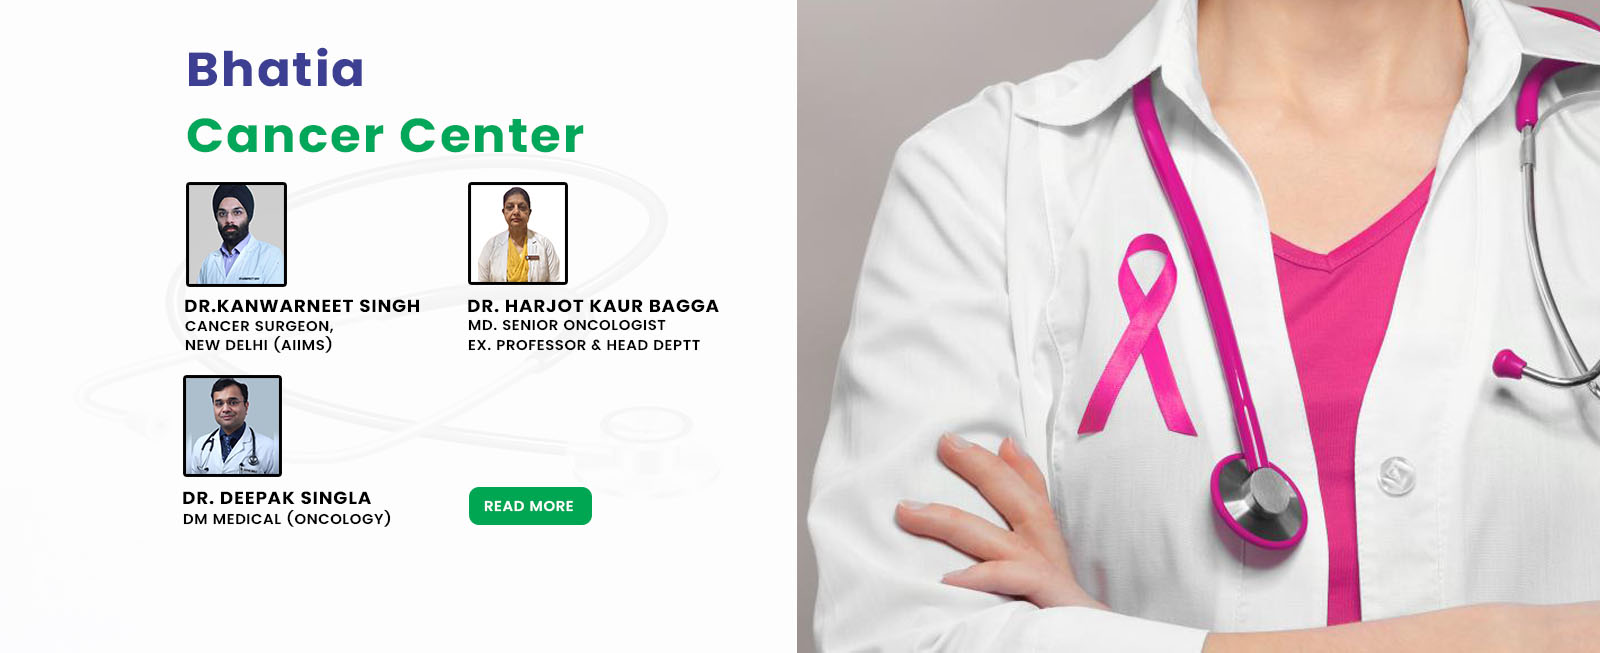 Bhatia
Cancer Center
DR.KANWARNEET SINGH
CANCER SURGEON,
NEW DELHI (AIIMS)
DR. HARJOT KAUR BAGGA
MD. SENIOR ONCOLOGIST
EX. PROFESSOR & HEAD DEPTT
DR. DEEPAK SINGLA
DM MEDICAL (ONCOLOGY)
READ MORE